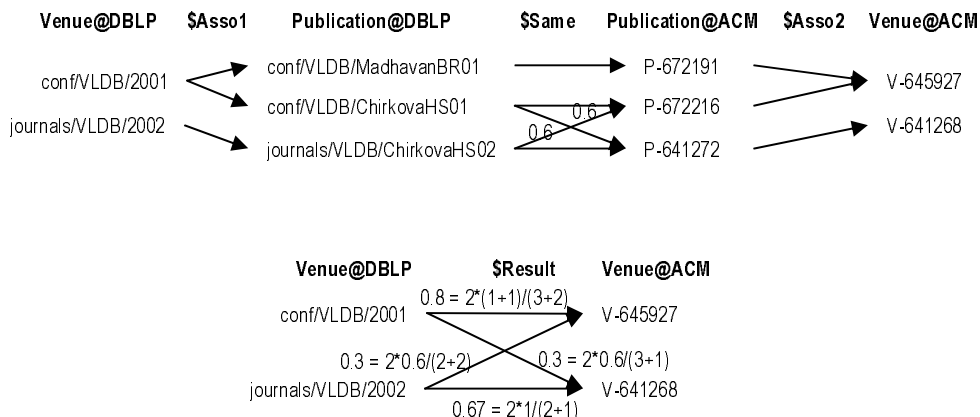 Venue@DBLP $Asso1 Publication@DBLP $Same Publication@ACM $Asso2 Venue@ACM
conf/VLDB/MadhavanBR01 P-672191
conf/VLDB/2001 V-645927
conf/VLDB/ChirkovaHS01 0.6 P-672216
journals/VLDB/2002 V-641268
0.6
journals/VLDB/ChirkovaHS02 P-641272
Venue@DBLP $Result Venue@ACM
0.8 = 2*(1+1)/(3+2)
conf/VLDB/2001 V-645927
0.3 = 2*0.6/(2+2) 0.3 = 2*0.6/(3+1)
journals/VLDB/2002 V-641268
0.67 = 2*1/(2+1)